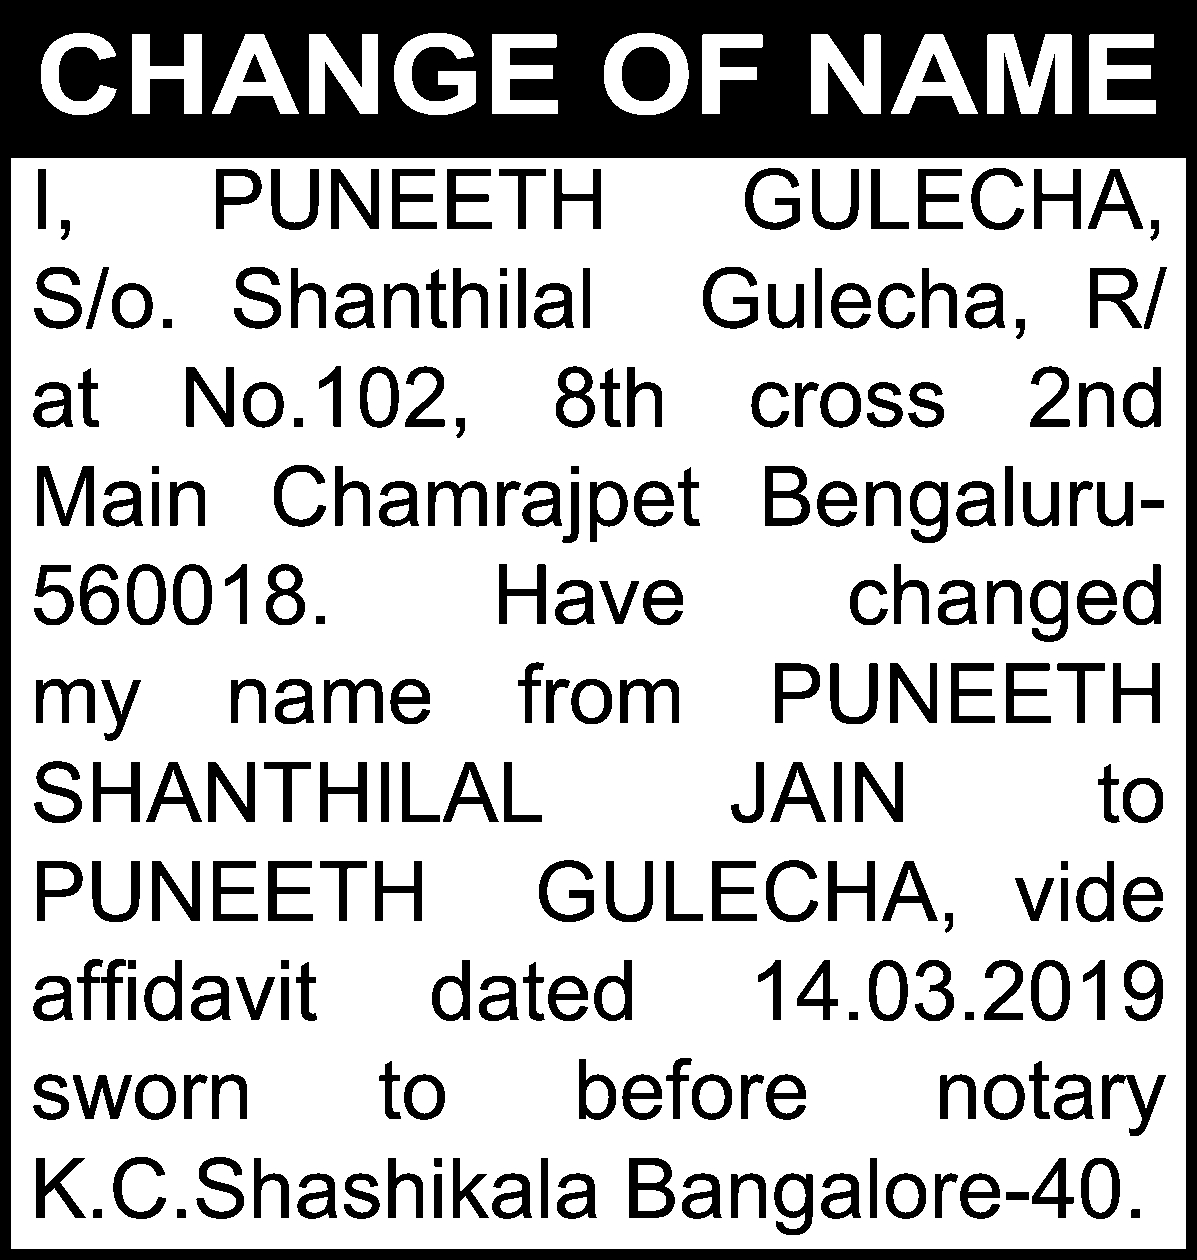 CHANGE OF NAME
I, PUNEETH GULECHA,
S/o. Shanthilal Gulecha, R/
at No.102, 8th cross 2nd
Main Chamrajpet Bengaluru-
560018. Have changed
my name from PUNEETH
SHANTHILAL JAIN to
PUNEETH GULECHA, vide
affidavit dated 14.03.2019
sworn to before notary
K.C.Shashikala Bangalore-40.